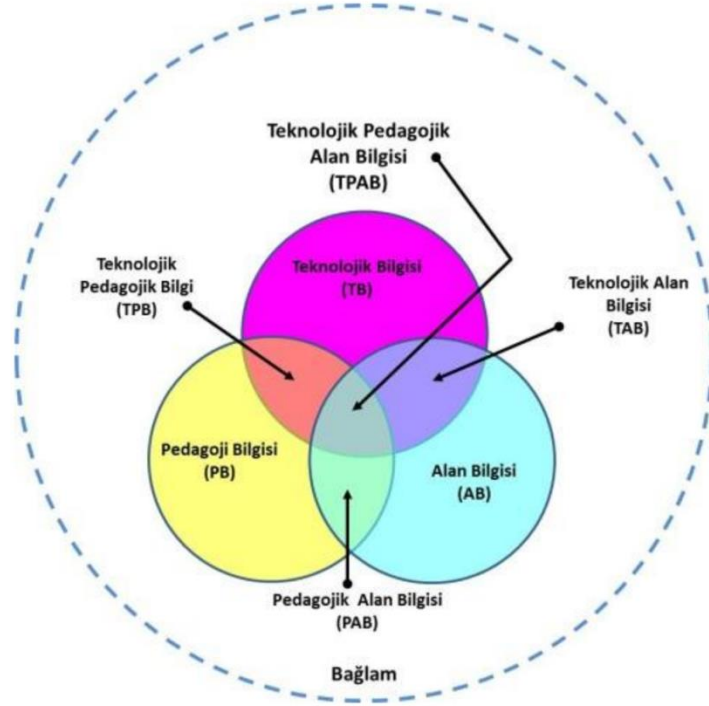 Teknolojik Pedagojik
Alan Bilgisi
(TPAB)
Teknolojik
Pedagojik Bilgi
(TPB)
Teknolojik Bilgisi
(TB)
Teknolojik Alan
Bilgisi
(TAB)
Pedagoji Bilgisi
(PB)
Alan Bilgisi
(AB)
Pedagojik Alan Bilgisi
(PAB)
Bağlam